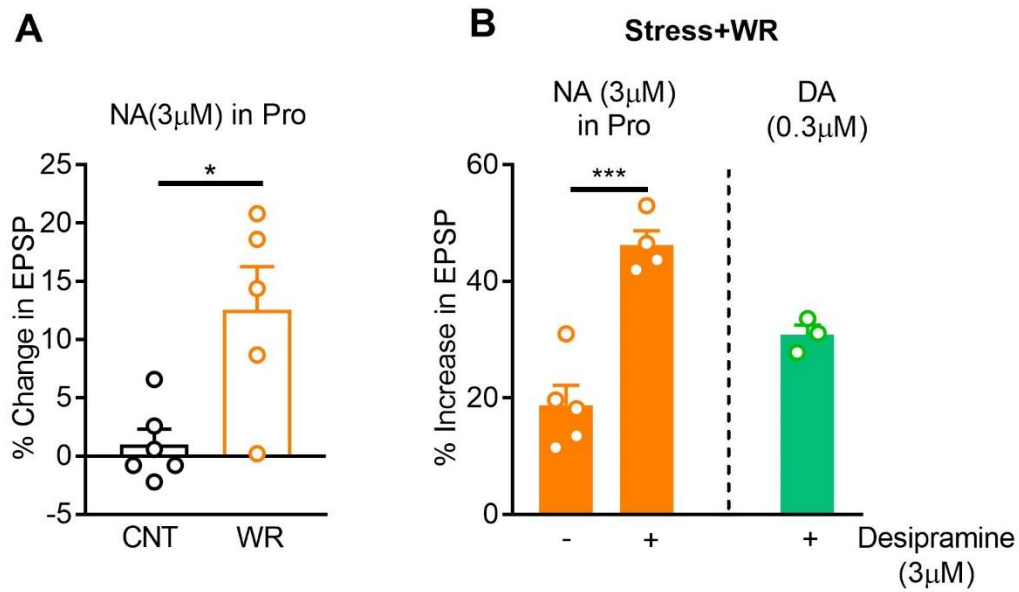 A
NA(3μM) in Pro
% Change in EPSP
25
20
15
10
5
0
-5
*
CNT WR
B
Stress+WR
NA (3μM)
in Pro
DA
(0.3μM)
% Increase in EPSP
60
40
20
0
***
- + + Desipramine
(3μM)